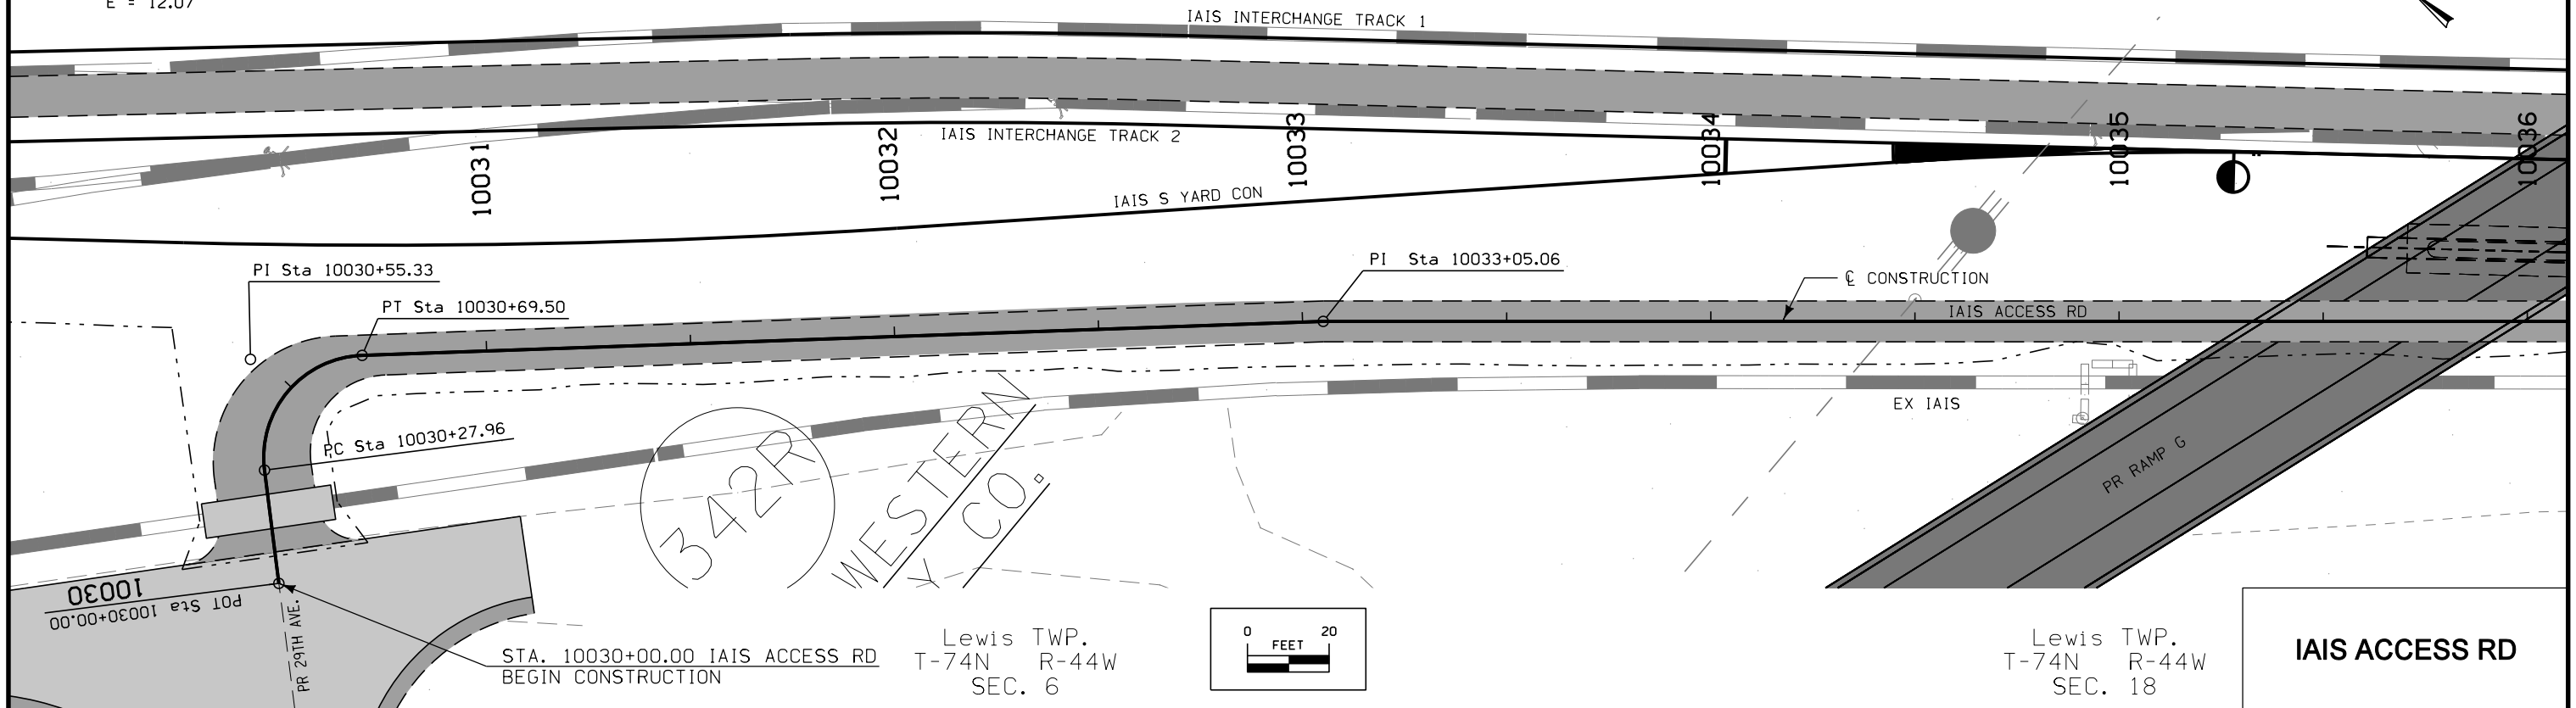 E = 12.07
IAIS INTERCHANGE TRACK 1
IAIS INTERCHANGE TRACK 2
10031
10032
10033
10034
10035
10036
IAIS S YARD CON
PI Sta 10030+55.33
PT Sta 10030+69.50
PI Sta 10033+05.06
℄ CONSTRUCTION
IAIS ACCESS RD
PC Sta 10030+27.96
EX IAIS
342R
WESTERN
Y CO.
PR RAMP G
10030
POT Sta 10030+00.00
PR 29TH AVE.
STA. 10030+00.00 IAIS ACCESS RD
BEGIN CONSTRUCTION
Lewis TWP.
T-74N R-44W
SEC. 6
0 20
FEET
Lewis TWP.
T-74N R-44W
SEC. 18
IAIS ACCESS RD